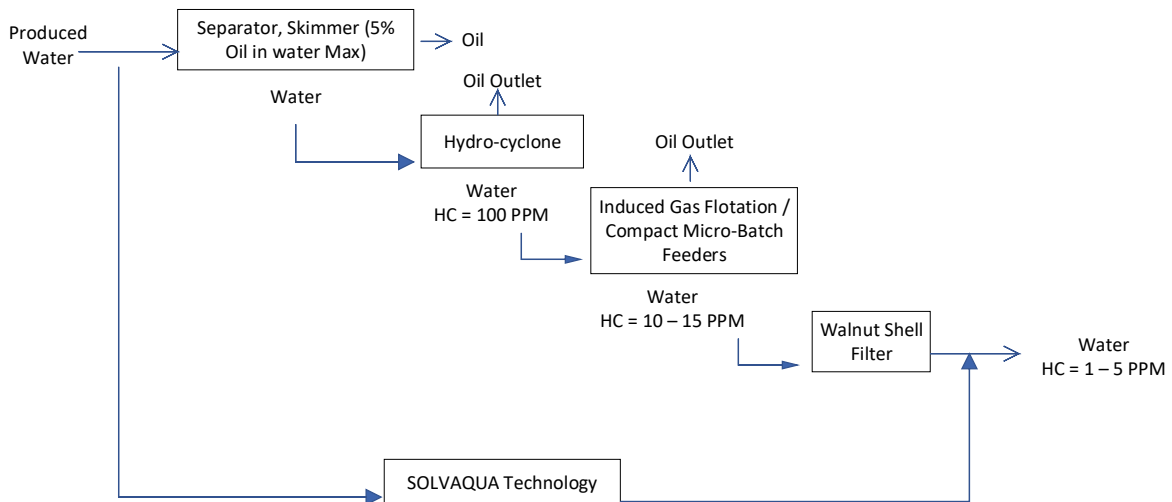 Produced
Water
Separator, Skimmer (5%
Oil in water Max)
Oil
Water
Oil Outlet
Hydro-cyclone
Water
HC = 100 PPM
Oil Outlet
Induced Gas Flotation /
Compact Micro-Batch
Feeders
Water
HC = 10 – 15 PPM
Walnut Shell
Filter
Water
HC = 1 – 5 PPM
SOLVAQUA Technology